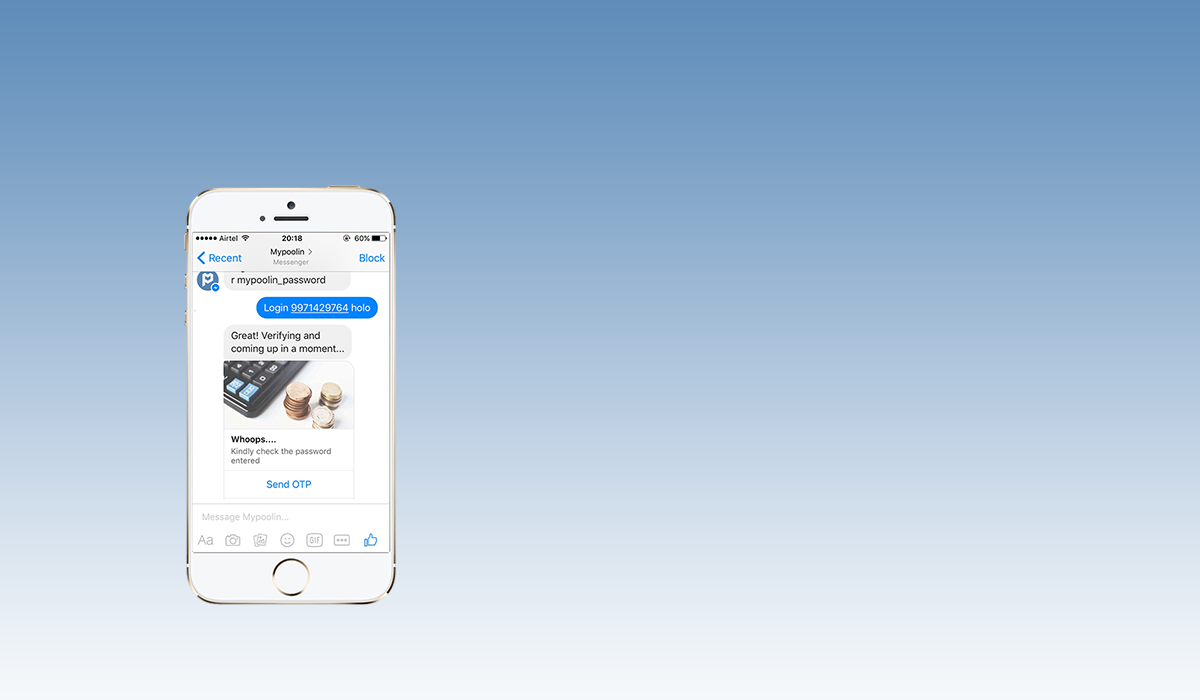 Airtel 20:18 60%
Recent Mypoolin Block
Messenger
r mypoolin_password
Login 9971429764 holo
Great! Verifying and
coming up in a moment...
Whoops....
Kindly check the password
entered
Send OTP
Message Mypoolin...
Aa GIF